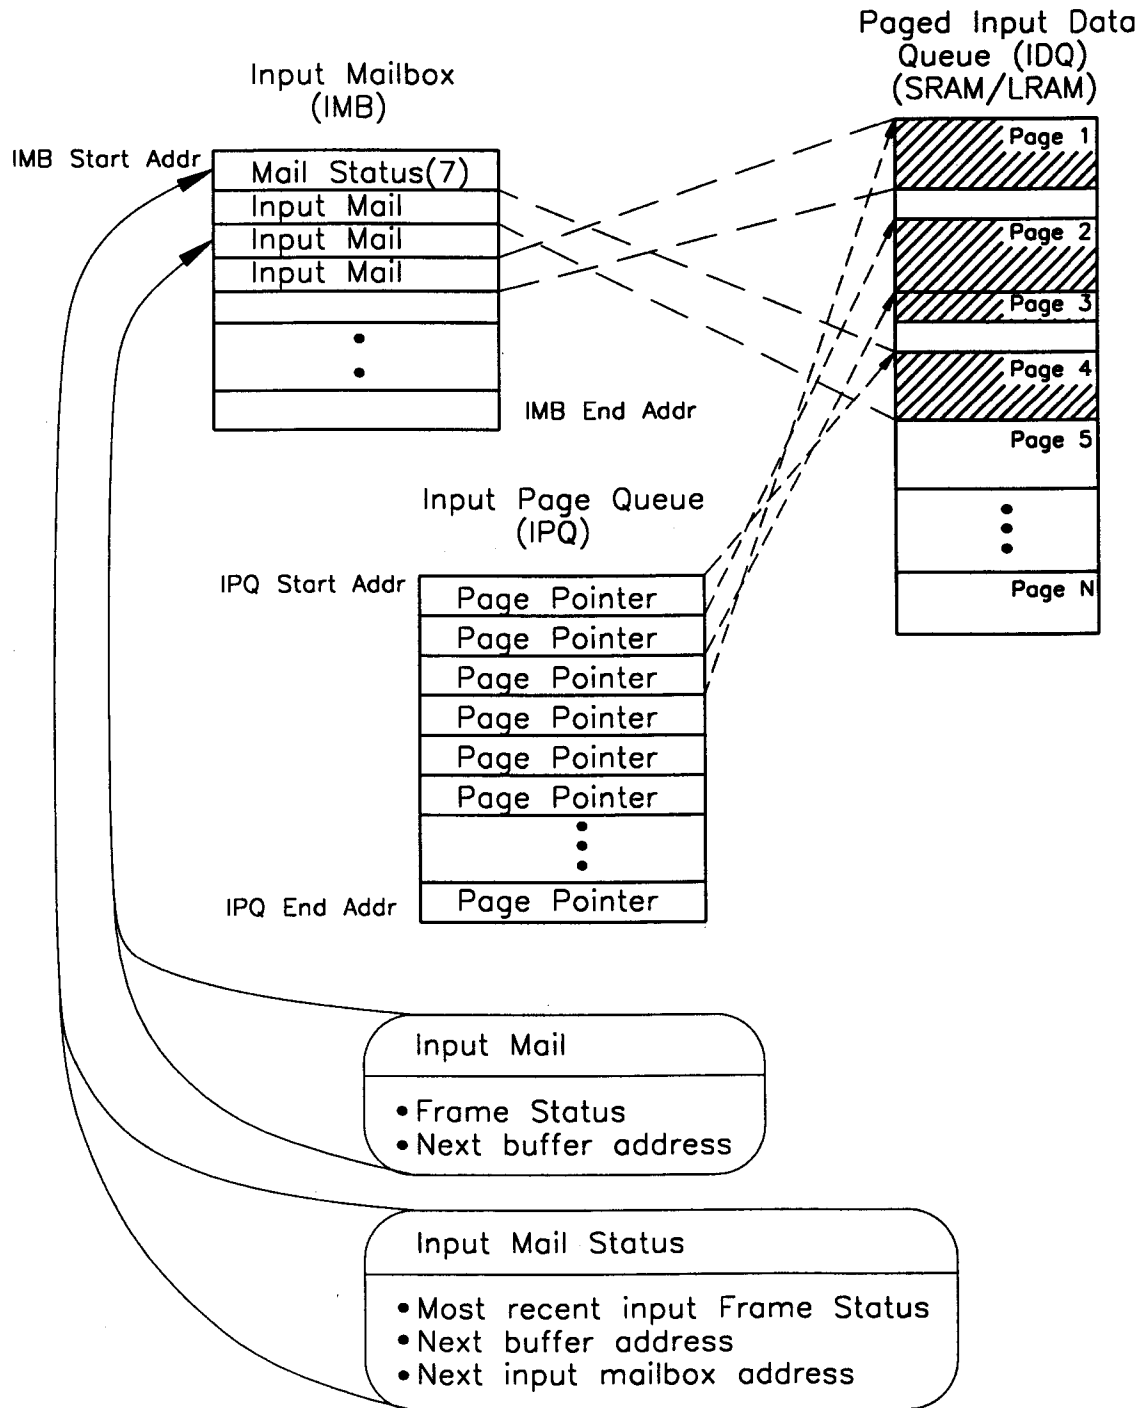 Paged Input Data
Queue (IDQ)
(SRAM/LRAM)
Input Mailbox
(IMB)
IMB Start Addr
Mail Status(7)
Input Mail
Input Mail
Input Mail
IMB End Addr
Page 1
Page 2
Page 3
Page 4
Page 5
Page N
Input Page Queue
(IPQ)
IPQ Start Addr
Page Pointer
Page Pointer
Page Pointer
Page Pointer
Page Pointer
Page Pointer
IPQ End Addr
Page Pointer
Input Mail
• Frame Status
• Next buffer address
Input Mail Status
• Most recent input Frame Status
• Next buffer address
• Next input mailbox address